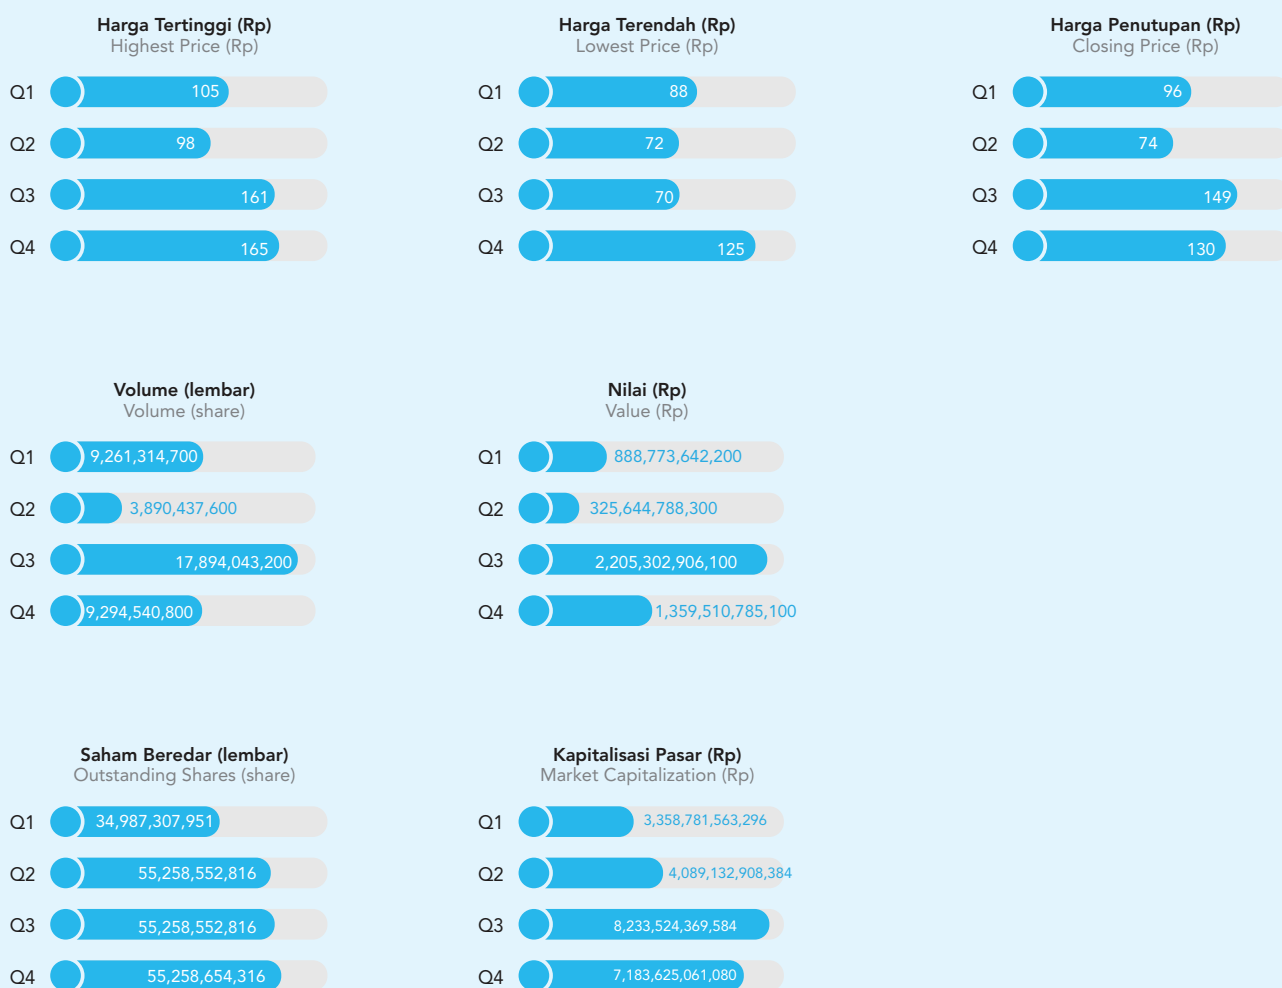 Harga Tertinggi (Rp)
Highest Price (Rp)
Q1 105
Q2 98
Q3 161
Q4 165
Harga Terendah (Rp)
Lowest Price (Rp)
Q1 88
Q2 72
Q3 70
Q4 125
Harga Penutupan (Rp)
Closing Price (Rp)
Q1 96
Q2 74
Q3 149
Q4 130
Volume (lembar)
Volume (share)
Q1 9,261,314,700
Q2 3,890,437,600
Q3 17,894,043,200
Q4 9,294,540,800
Nilai (Rp)
Value (Rp)
Q1 888,773,642,200
Q2 325,644,788,300
Q3 2,205,302,906,100
Q4 1,359,510,785,100
Saham Beredar (lembar)
Outstanding Shares (share)
Q1 34,987,307,951
Q2 55,258,552,816
Q3 55,258,552,816
Q4 55,258,654,316
Kapitalisasi Pasar (Rp)
Market Capitalization (Rp)
Q1 3,358,781,563,296
Q2 4,089,132,908,384
Q3 8,233,524,369,584
Q4 7,183,625,061,080